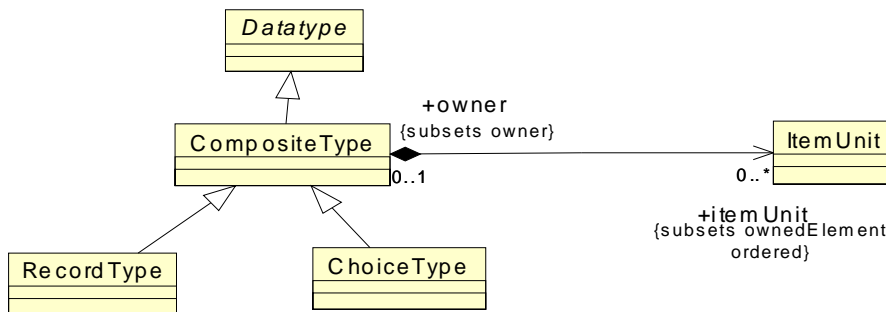 Datatype
+owner
{subsets owner}
CompositeType
ItemUnit
0..1
0..*
+itemUnit
{subsets ownedElement
ordered}
RecordType
ChoiceType